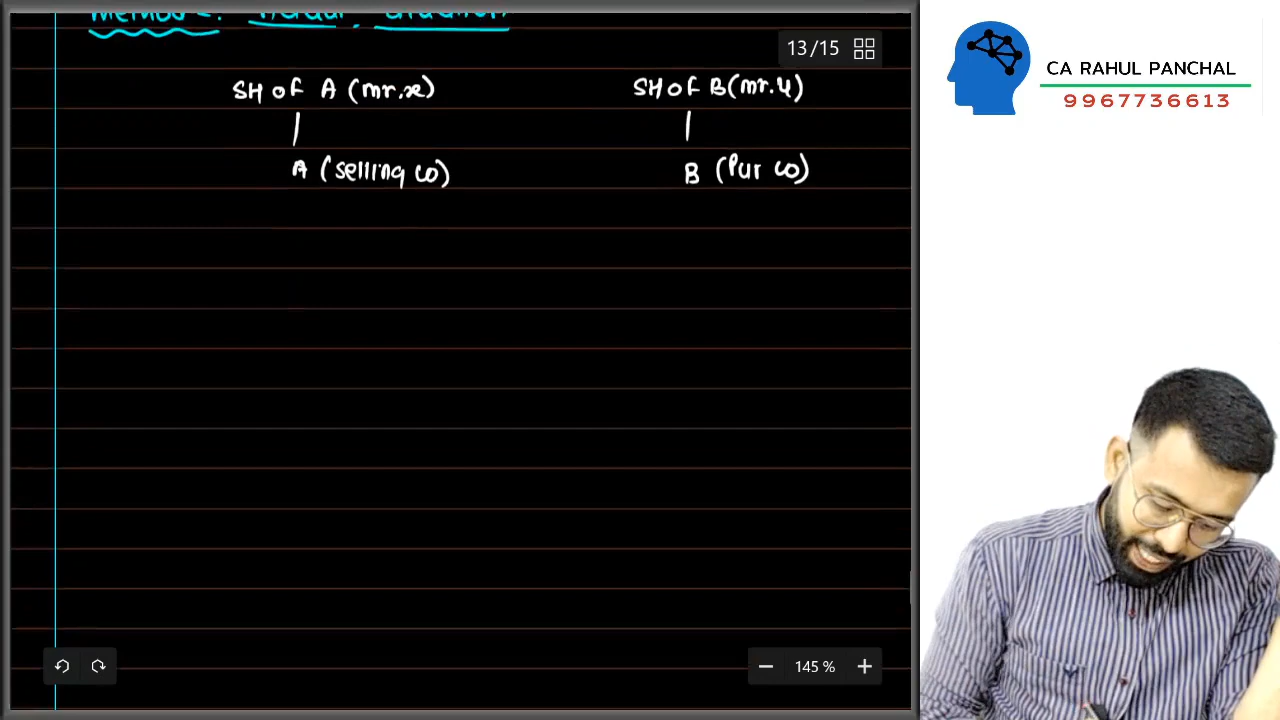 13/15
SH of A (mr.x)
SH of B (mr.y)
A (selling co)
B (Pur co)
145 %
CA RAHUL PANCHAL
9967736613